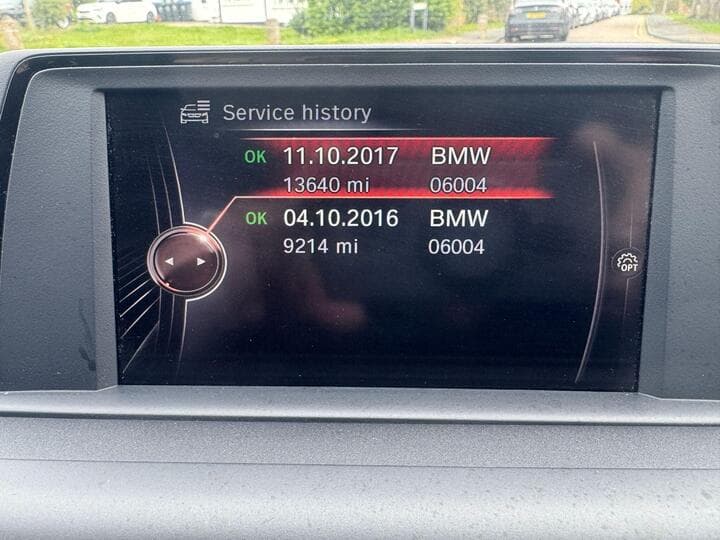 Service history
OK 11.10.2017 BMW
13640 mi 06004
OK 04.10.2016 BMW
9214 mi 06004
OPT